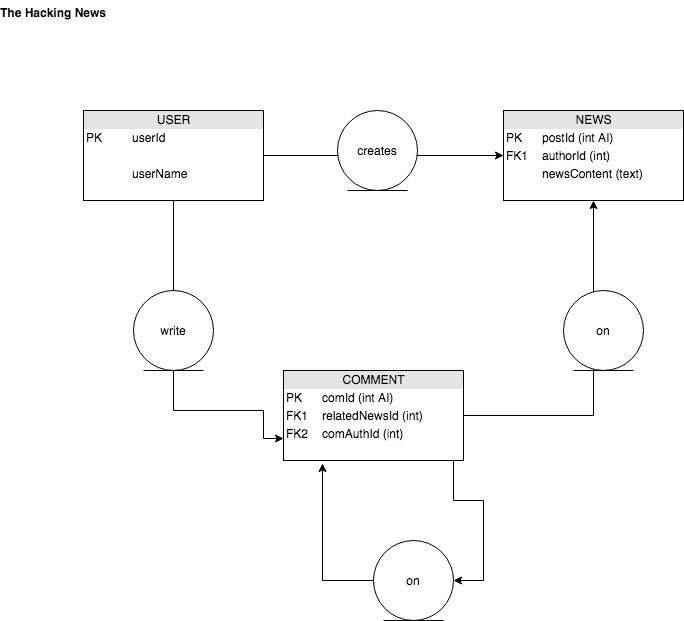 The Hacking News
USER
PK userId
userName
creates
NEWS
PK postId (int AI)
FK1 authorId (int)
newsContent (text)
write
on
COMMENT
PK comId (int AI)
FK1 relatedNewsId (int)
FK2 comAuthId (int)
on